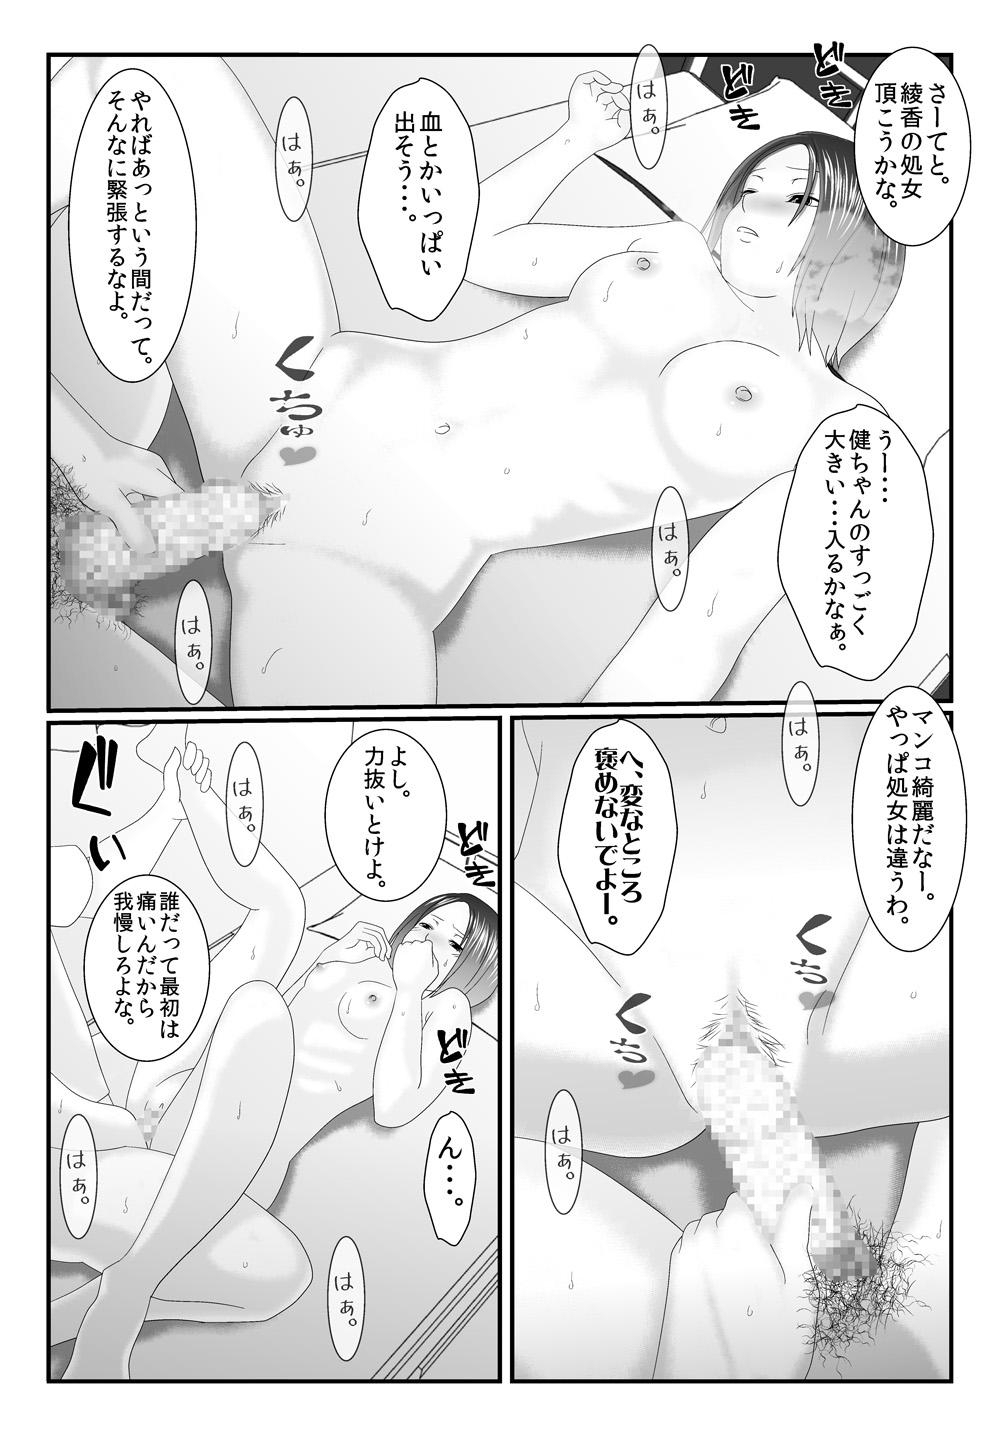 さーてと。
綾香の処女
頂こうかな。
どき
どき
はぁ。
血とかいっぱい
出そう・・・。
はぁ。
やればあっという間だって。
そんなに緊張するなよ。
くちゅ
うー・・・
健ちゃんのすっごく
大きい・・・入るかなぁ。
はぁ。
はぁ。
マンコ綺麗だなー。
やっぱ処女は違うわ。
はぁ。
へ、変なところ
褒めないでよー。
くち
くち
はぁ。
よし。
力抜いとけよ。
はぁ。
ぐい
どき
誰だって最初は
痛いんだから
我慢しろよな。
どき
ん・・・。
はぁ。
はぁ。